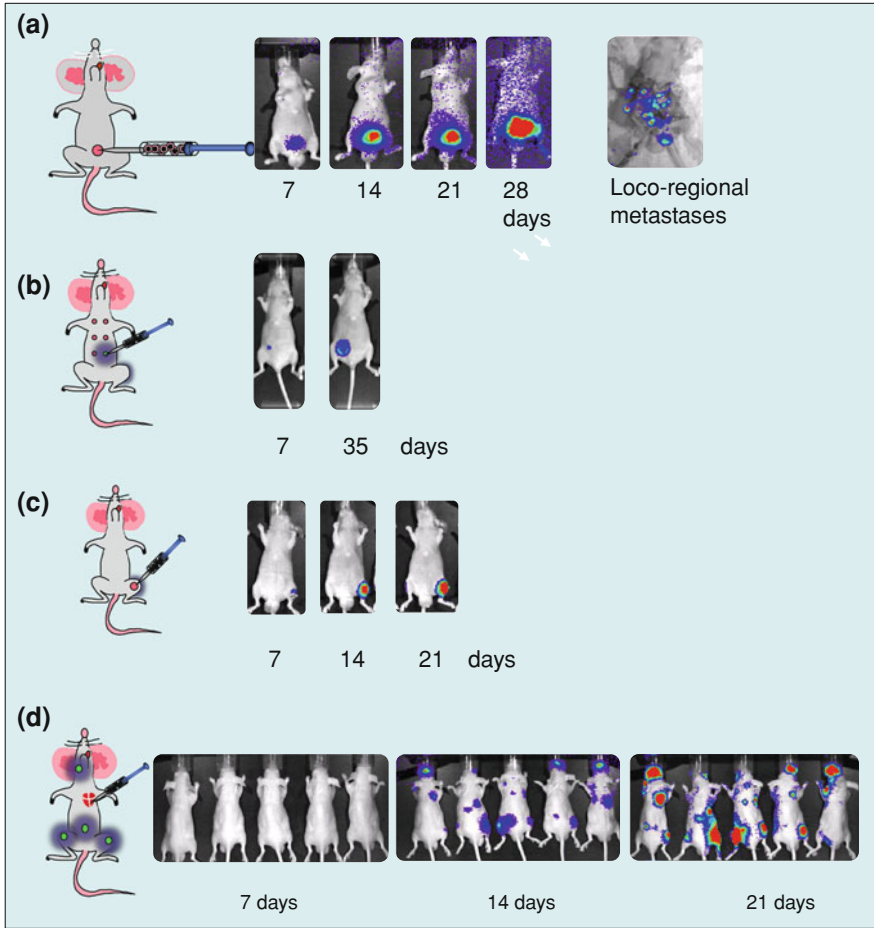 (a)
7 14 21 28
days
Loco-regional
metastases
(b)
7 35 days
(c)
7 14 21 days
(d)
7 days 14 days 21 days